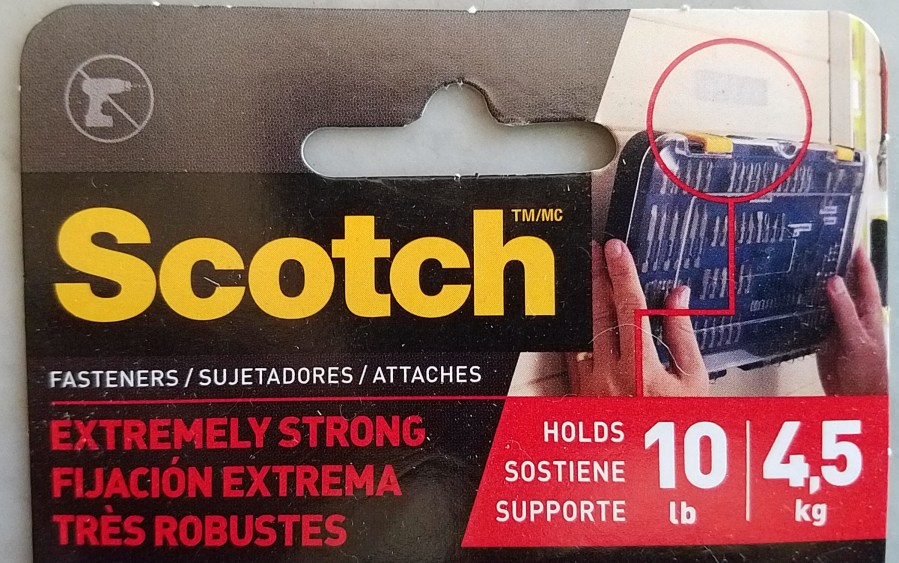 Scotch TM/MC
FASTENERS / SUJETADORES / ATTACHES
EXTREMELY STRONG
FIJACIÓN EXTREMA
TRÈS ROBUSTES
HOLDS
SOSTIENE
SUPPORTE
10 lb
4,5 kg